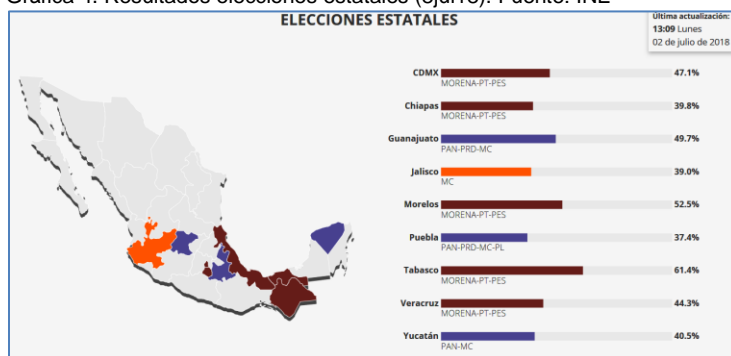 ELECCIONES ESTATALES
Última actualización:
13:09 Lunes
02 de julio de 2018
CDMX 47.1%
MORENA-PT-PES
Chiapas 39.8%
MORENA-PT-PES
Guanajuato 49.7%
PAN-PRD-MC
Jalisco 39.0%
MC
Morelos 52.5%
MORENA-PT-PES
Puebla 37.4%
PAN-PRD-MC-PL
Tabasco 61.4%
MORENA-PT-PES
Veracruz 44.3%
MORENA-PT-PES
Yucatán 40.5%
PAN-MC